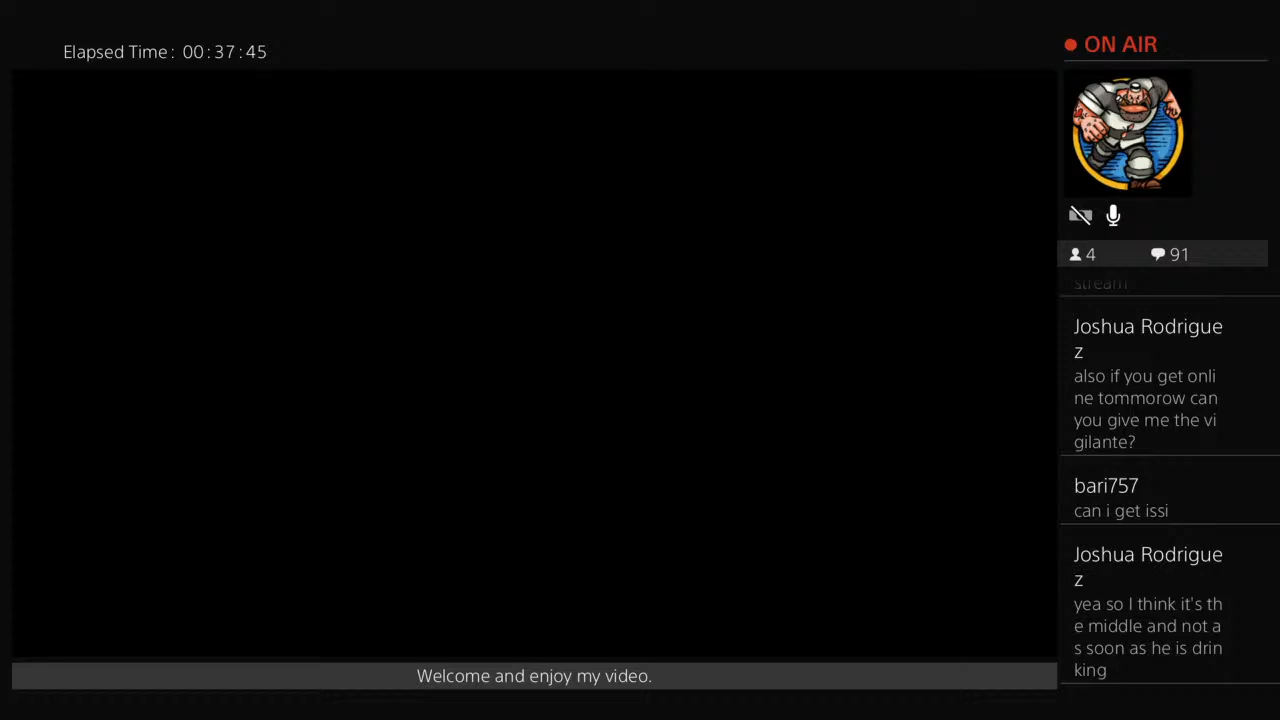 Elapsed Time: 00:37:45
ON AIR
4 91
stream
Joshua Rodrigue
z
also if you get onli
ne tommorow can
you give me the vi
gilante?
bari757
can i get issi
Joshua Rodrigue
z
yea so I think it's th
e middle and not a
s soon as he is drin
king
Welcome and enjoy my video.